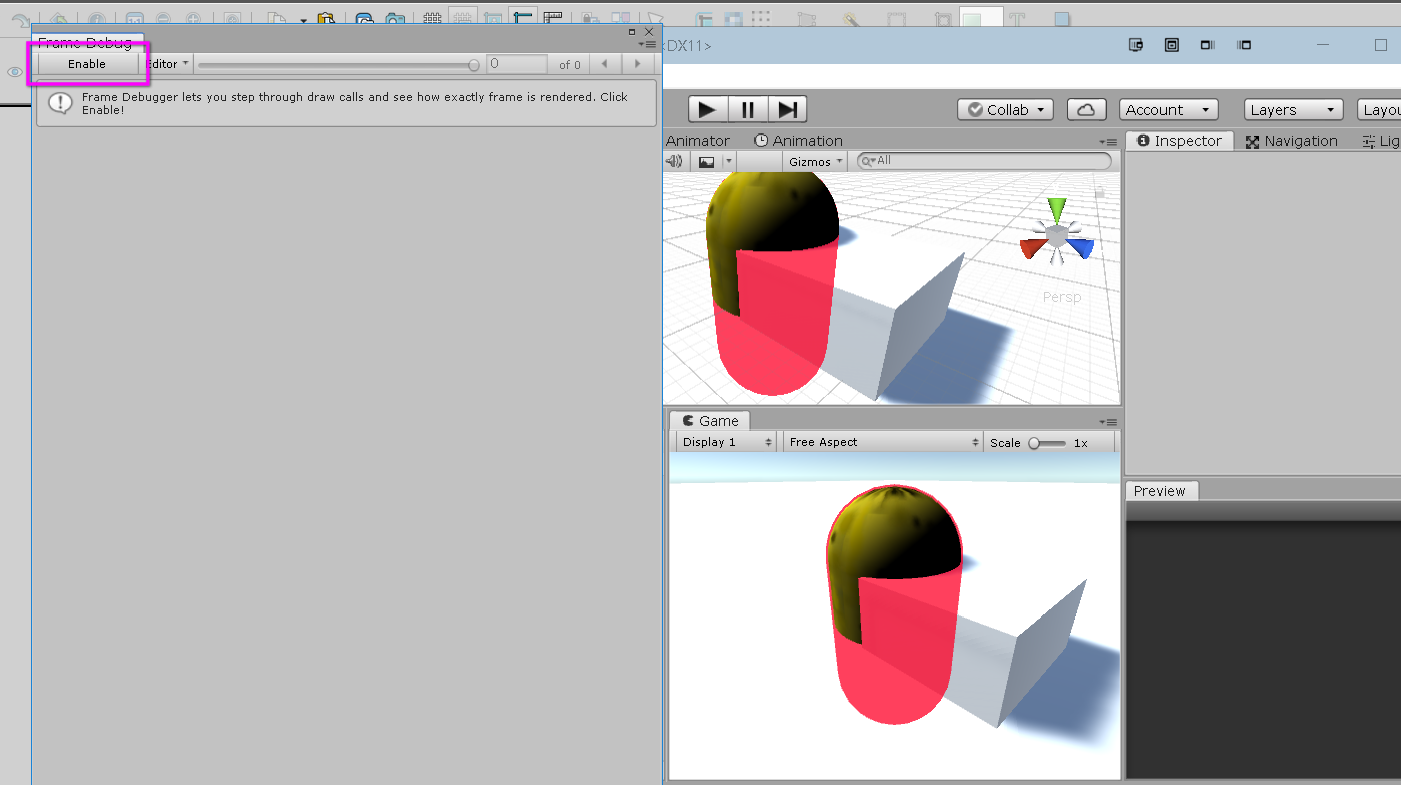 Frame Debug
<DX11>
Enable
Editor
0
of 0
Frame Debugger lets you step through draw calls and see how exactly frame is rendered. Click
Enable!
Collab
Account
Layers
Layou
Animator
Animation
Inspector
Navigation
Lig
Gizmos
All
Persp
Game
Display 1
Free Aspect
Scale
1x
Preview